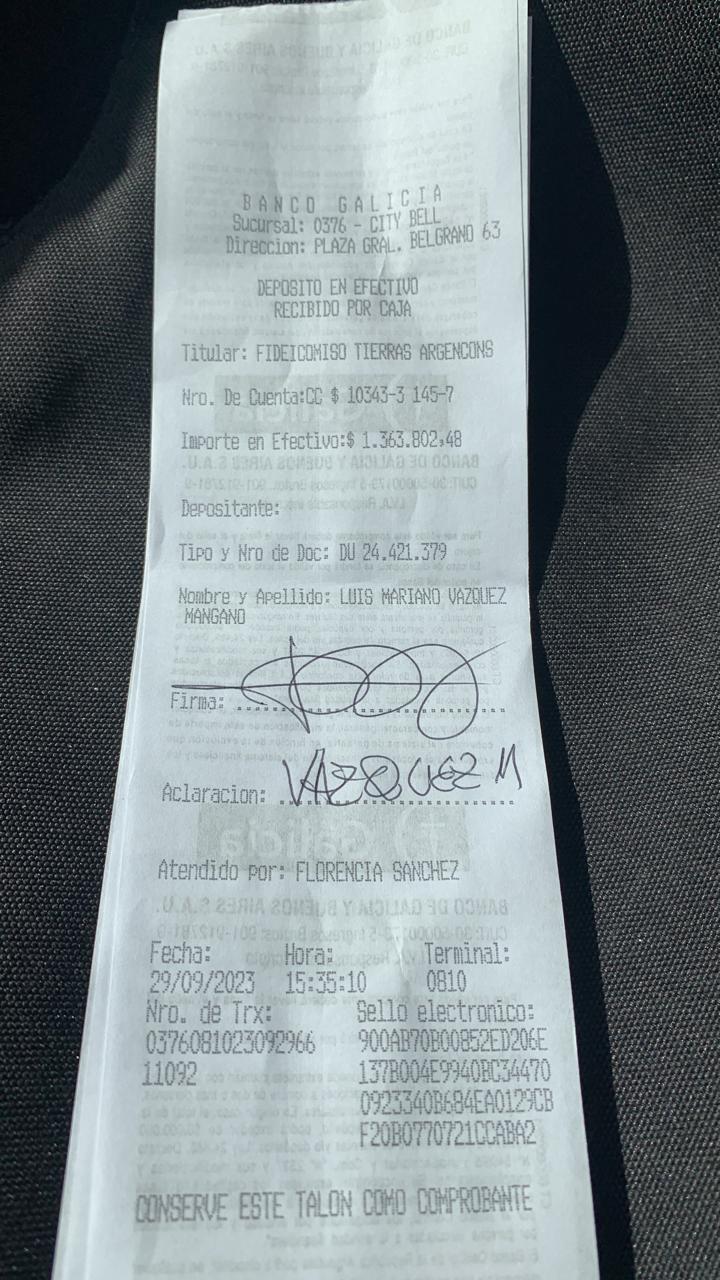 BANCO GALICIA
Sucursal: 0376 - CITY BELL
Direccion: PLAZA GRAL. BELGRANO 63
DEPOSITO EN EFECTIVO
RECIBIDO POR CAJA
Titular: FIDEICOMISO TIERRAS ARGENCONS
Nro. De Cuenta:CC $ 10343-3 145-7
Importe en Efectivo:$ 1.363.802,48
Depositante:
Tipo y Nro de Doc: DU 24.421.379
Nombre y Apellido: LUIS MARIANO VAZQUEZ
MANGANO
Firma:
Aclaracion: VAZQUEZ M
Atendido por: FLORENCIA SANCHEZ
Fecha: Hora: Terminal:
29/09/2023 15:35:10 0810
Nro. de Trx: Sello electronico:
0376081023092966 900AB70B00852ED206E
11092 137B004E9940BC34470
0923340B684EA0129CB
F20B0770721CCABA2
CONSERVE ESTE TALON COMO COMPROBANTE